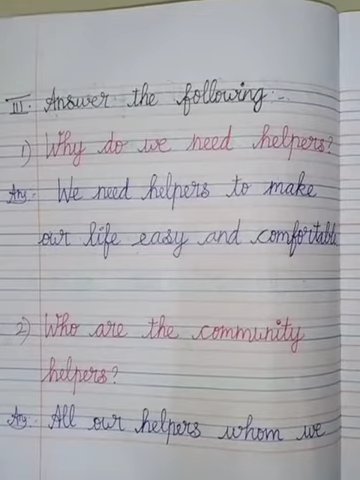 III. Answer the following:-
1) Why do we need helpers?
Ans:- We need helpers to make
our life easy and comfortable
2) Who are the community
helpers?
Ans:- All our helpers whom we